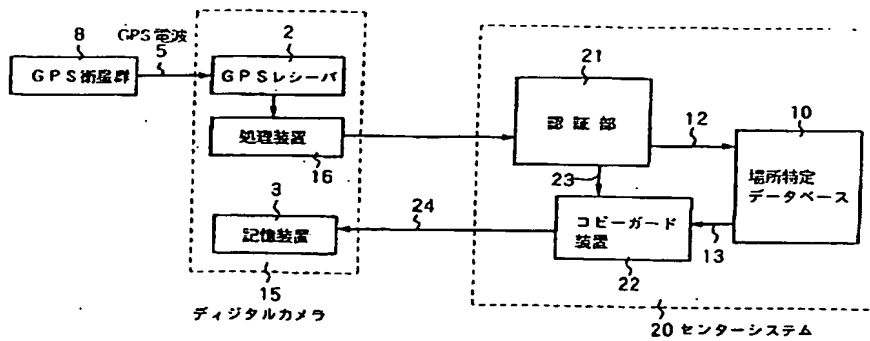 8
GPS衛星群
GPS電波
5
2
GPSレシーバ
処理装置
16
3
記憶装置
15
ディジタルカメラ
24
21
認証部
12
23
10
場所特定
データベース
コピーガード
装置
13
22
20 センターシステム